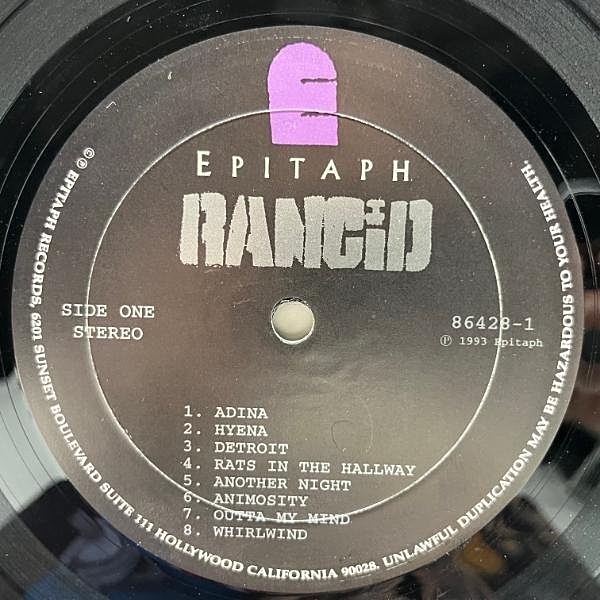 E
EPITAPH
RANCiD
SIDE ONE
STEREO
86428-1
℗ 1993 Epitaph
1. ADINA
2. HYENA
3. DETROIT
4. RATS IN THE HALLWAY
5. ANOTHER NIGHT
6. ANIMOSITY
7. OUTTA MY MIND
8. WHIRLWIND
©℗ EPITAPH RECORDS, 6201 SUNSET BOULEVARD SUITE 111 HOLLYWOOD CALIFORNIA 90028. UNLAWFUL DUPLICATION MAY BE HAZARDOUS TO YOUR HEALTH.